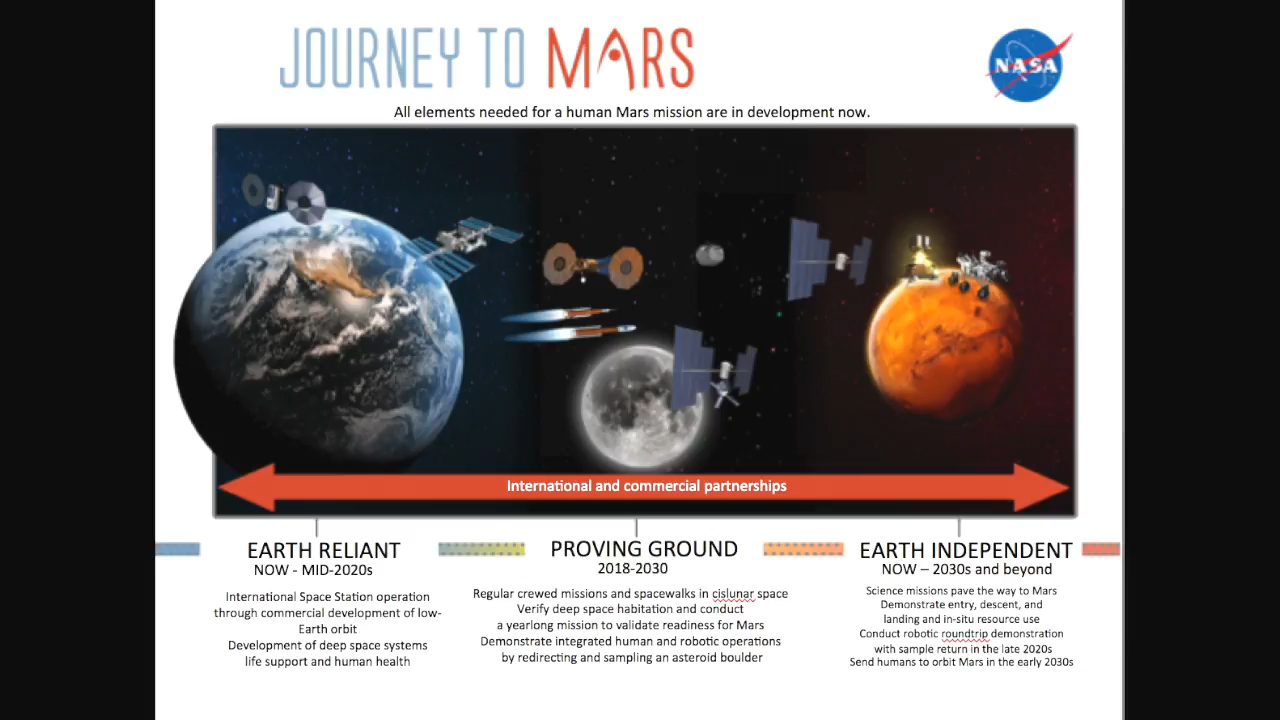 JOURNEY TO MARS
NASA
All elements needed for a human Mars mission are in development now.
International and commercial partnerships
EARTH RELIANT
NOW - MID-2020s
International Space Station operation
through commercial development of low-
Earth orbit
Development of deep space systems
life support and human health
PROVING GROUND
2018-2030
Regular crewed missions and spacewalks in cislunar space
Verify deep space habitation and conduct
a yearlong mission to validate readiness for Mars
Demonstrate integrated human and robotic operations
by redirecting and sampling an asteroid boulder
EARTH INDEPENDENT
NOW – 2030s and beyond
Science missions pave the way to Mars
Demonstrate entry, descent, and
landing and in-situ resource use
Conduct robotic roundtrip demonstration
with sample return in the late 2020s
Send humans to orbit Mars in the early 2030s